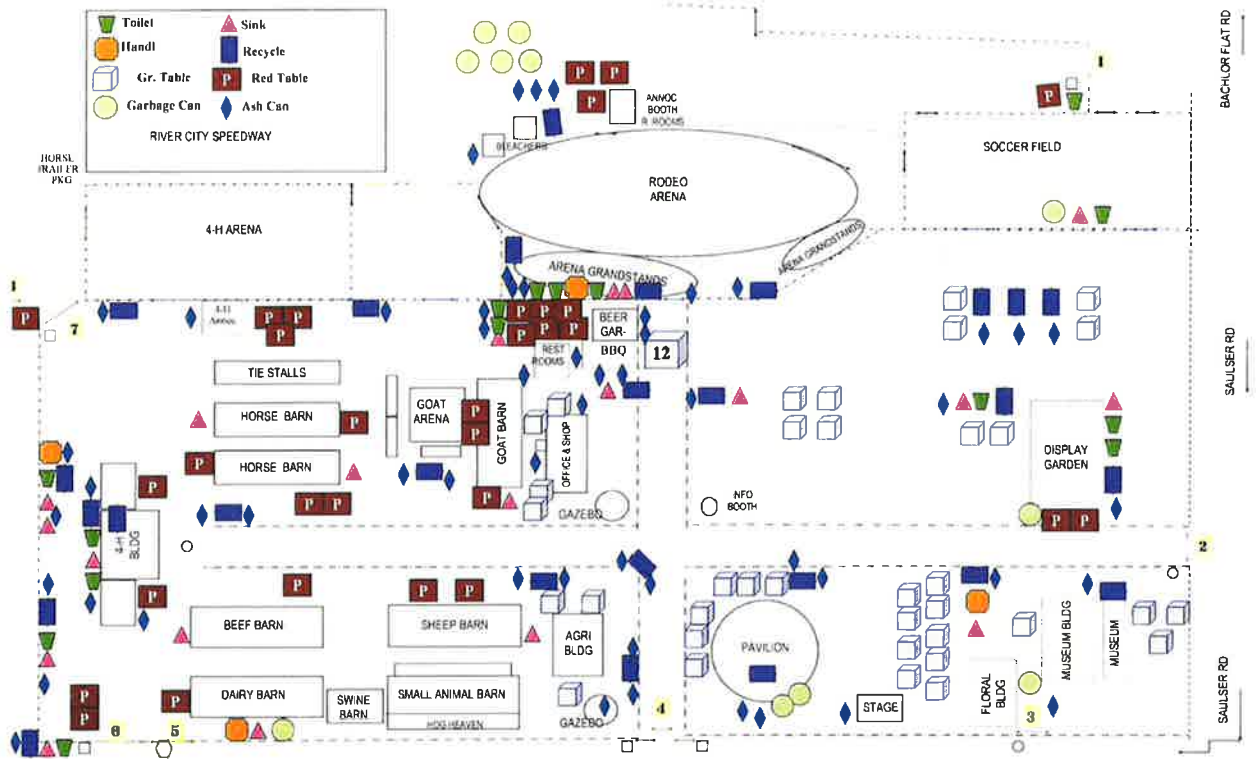 Toilet
Sink
Handl
Recycle
Gr. Table
P
Red Table
Garbage Can
Ash Can
RIVER CITY SPEEDWAY
HORSE
TRAILER
PKG
BACHLOR FLAT RD
P
P
P
ANNOC
BOOTH
R. ROOMS
BLEACHERS
1
P
SOCCER FIELD
RODEO
ARENA
4-H ARENA
ARENA GRANDSTANDS
ARENA GRANDSTANDS
1
P
7
4-H
P
P
P
P
P
P
P
P
P
BEER
GAR-
BBQ
12
REST
ROOMS
SAULSER RD
TIE STALLS
HORSE BARN
P
GOAT
ARENA
P
P
GOAT BARN
OFFICE & SHOP
HORSE BARN
P
P
P
P
P
GAZEBO
NFO
BOOTH
DISPLAY
GARDEN
P
P
4-H
BLDG
P
2
P
P
P
BEEF BARN
SHEEP BARN
AGRI
BLDG
PAVILION
MUSEUM BLDG
MUSEUM
P
P
P
DAIRY BARN
SWINE
BARN
SMALL ANIMAL BARN
HOG HEAVEN
GAZEBO
STAGE
FLORAL
BLDG
SAULSER RD
6
5
4
3